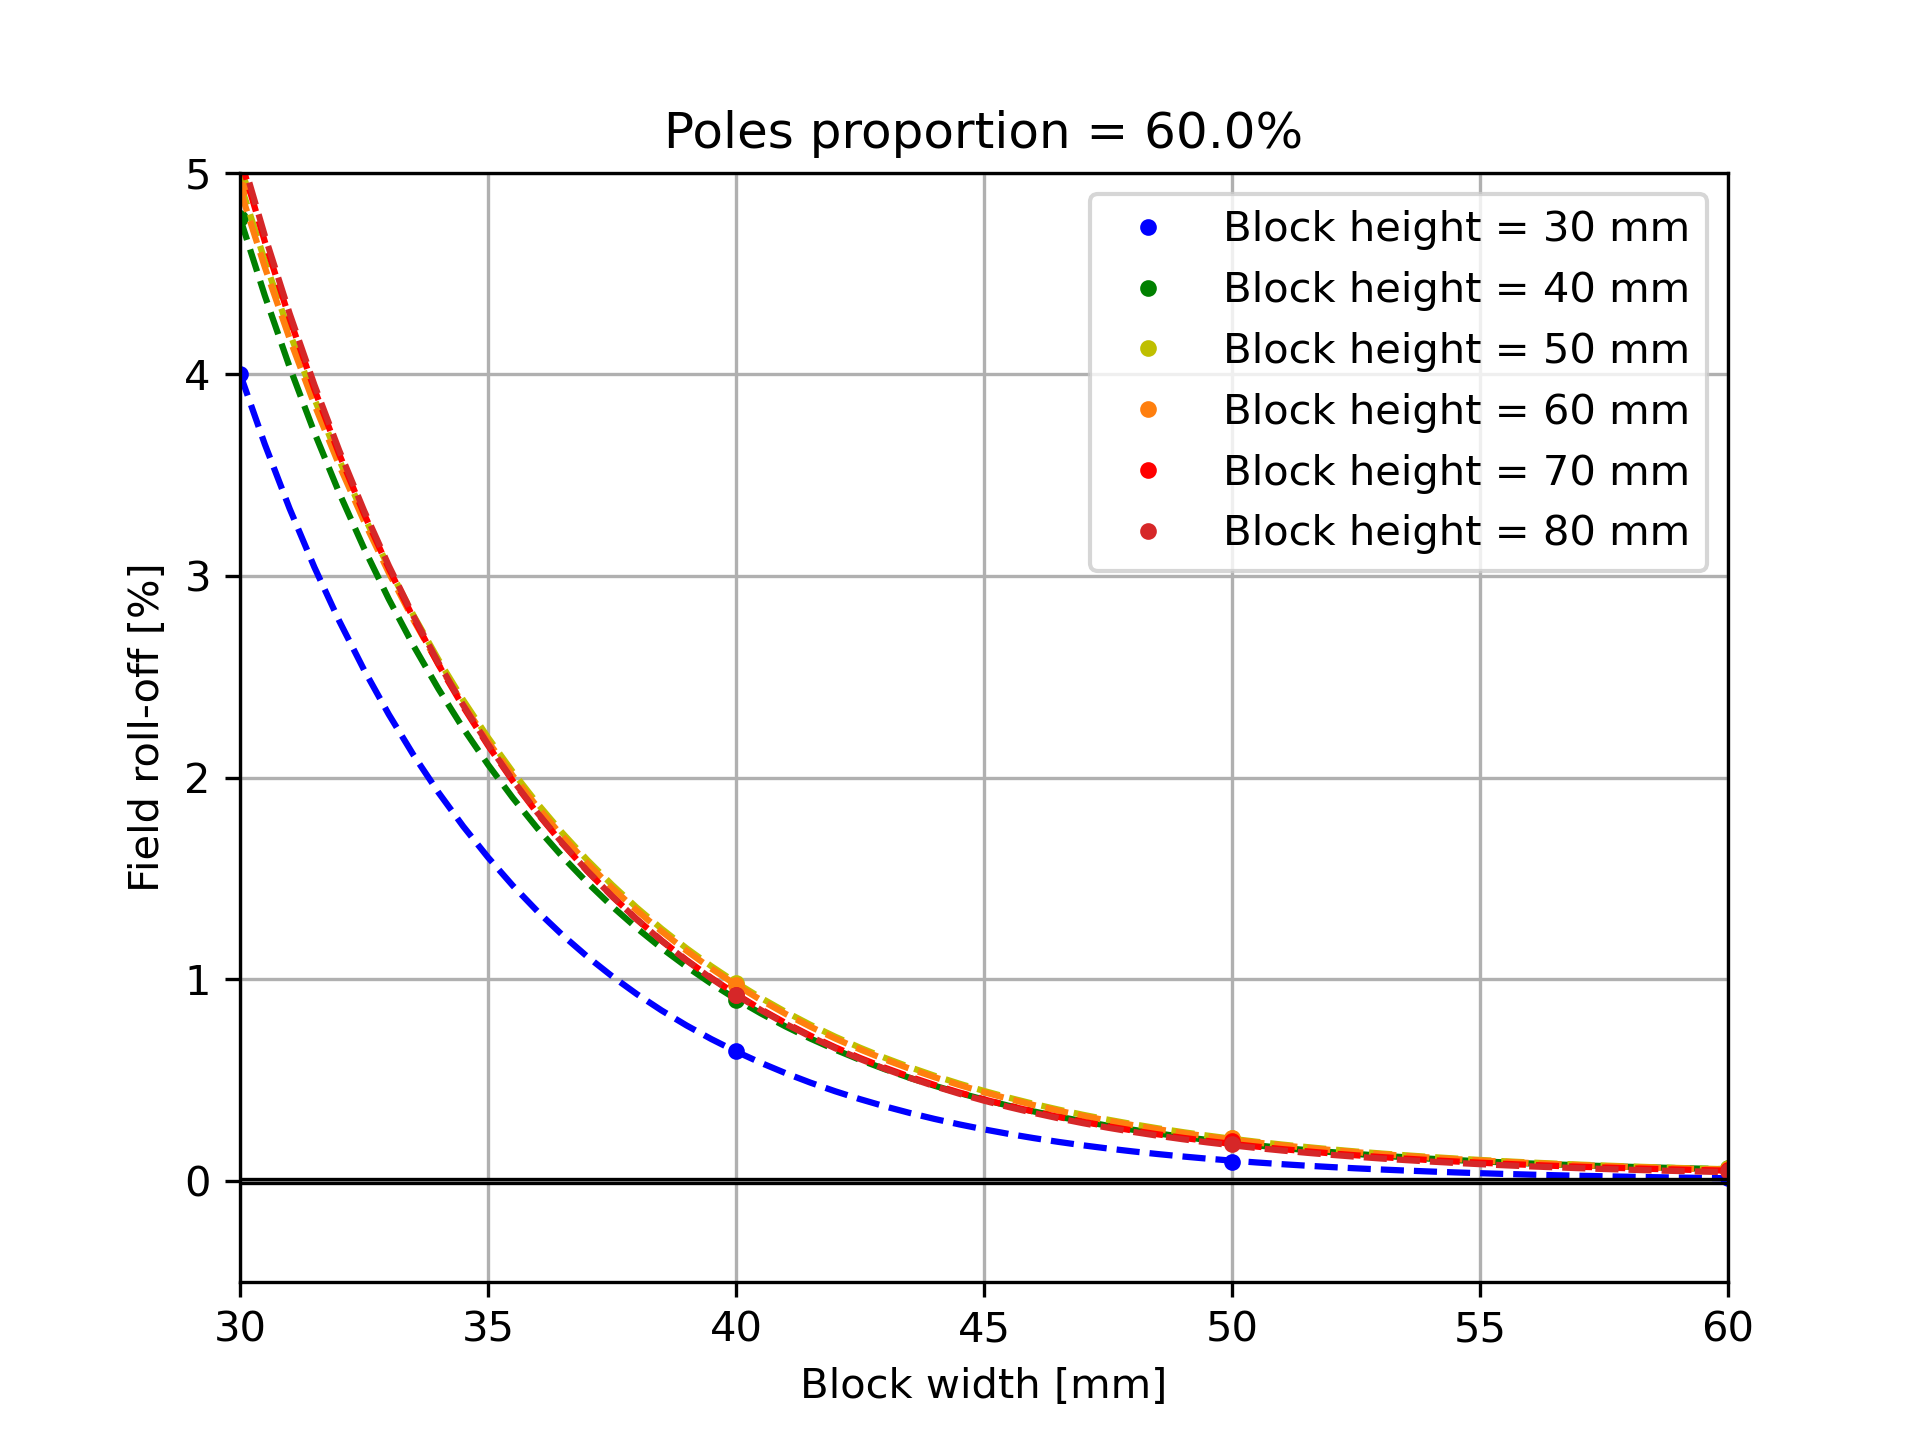 Poles proportion = 60.0%
5
4
3
2
1
0
Field roll-off [%]
Block height = 30 mm
Block height = 40 mm
Block height = 50 mm
Block height = 60 mm
Block height = 70 mm
Block height = 80 mm
30 35 40 45 50 55 60
Block width [mm]